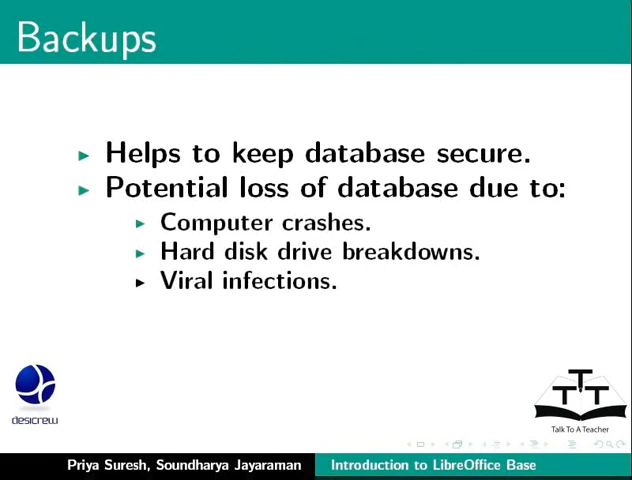 Backups
Helps to keep database secure.
Potential loss of database due to:
Computer crashes.
Hard disk drive breakdowns.
Viral infections.
desicrew
TTT
Talk To A Teacher
Priya Suresh, Soundharya Jayaraman
Introduction to LibreOffice Base